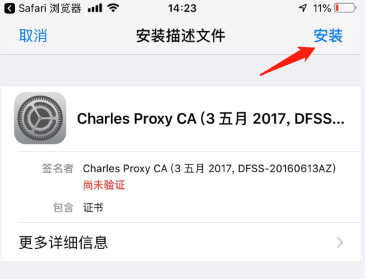 Safari 浏览器 14:23 11%
取消 安装描述文件 安装
Charles Proxy CA (3 五月 2017, DFSS...
签名者 Charles Proxy CA (3 五月 2017, DFSS-20160613AZ)
尚未验证
包含 证书
更多详细信息